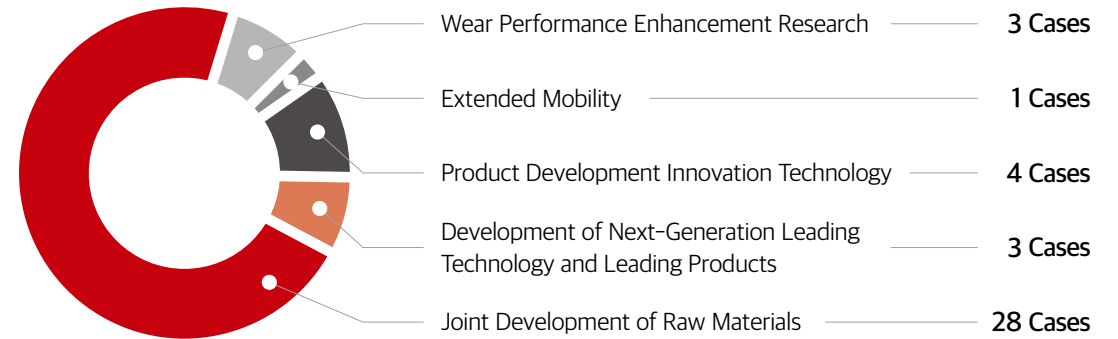 Wear Performance Enhancement Research 3 Cases
Extended Mobility 1 Cases
Product Development Innovation Technology 4 Cases
Development of Next-Generation Leading
Technology and Leading Products 3 Cases
Joint Development of Raw Materials 28 Cases